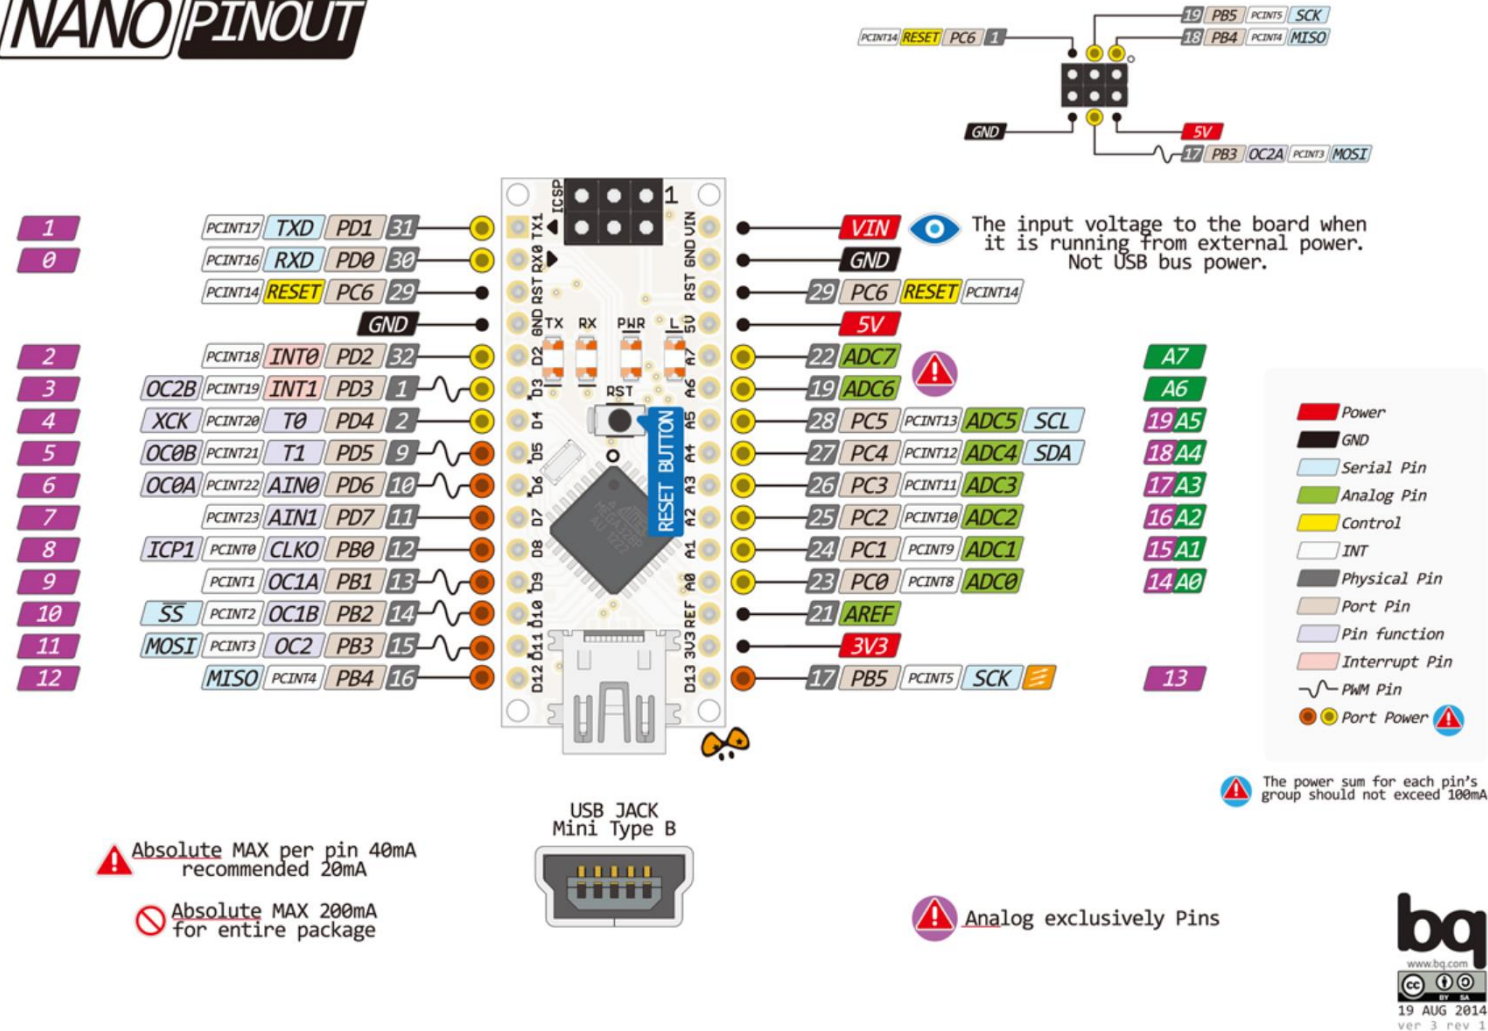 NANO PINOUT
19 PB5 PCINT5 SCK
PCINT14 RESET PC6 1
18 PB4 PCINT4 MISO
GND
5V
17 PB3 OC2A PCINT3 MOSI
ICSP
1
1 PCINT17 TXD PD1 31 TX1 VIN VIN
The input voltage to the board when
it is running from external power.
Not USB bus power.
0 PCINT16 RXD PD0 30 RX0 GND GND
PCINT14 RESET PC6 29 RST RST 29 PC6 RESET PCINT14
GND GND 5V 5V
TX RX PWR L
2 PCINT18 INT0 PD2 32 D2 A7 22 ADC7 A7
3 OC2B PCINT19 INT1 PD3 1 D3 A6 19 ADC6 A6
RST
4 XCK PCINT20 T0 PD4 2 D4 A5 28 PC5 PCINT13 ADC5 SCL 19 A5
5 OC0B PCINT21 T1 PD5 9 D5 A4 27 PC4 PCINT12 ADC4 SDA 18 A4
6 OC0A PCINT22 AIN0 PD6 10 D6 A3 26 PC3 PCINT11 ADC3 17 A3
7 PCINT23 AIN1 PD7 11 D7 A2 25 PC2 PCINT10 ADC2 16 A2
8 ICP1 PCINT0 CLKO PB0 12 D8 A1 24 PC1 PCINT9 ADC1 15 A1
9 PCINT1 OC1A PB1 13 D9 A0 23 PC0 PCINT8 ADC0 14 A0
10 SS PCINT2 OC1B PB2 14 D10 REF 21 AREF
11 MOSI PCINT3 OC2 PB3 15 D11 3V3 3V3
12 MISO PCINT4 PB4 16 D12 D13 17 PB5 PCINT5 SCK 13
RESET BUTTON
Power
GND
Serial Pin
Analog Pin
Control
INT
Physical Pin
Port Pin
Pin function
Interrupt Pin
PWM Pin
Port Power
The power sum for each pin's
group should not exceed 100mA
USB JACK
Mini Type B
Absolute MAX per pin 40mA
recommended 20mA
Absolute MAX 200mA
for entire package
Analog exclusively Pins
bq
www.bq.com
cc BY SA
19 AUG 2014
ver 3 rev 1